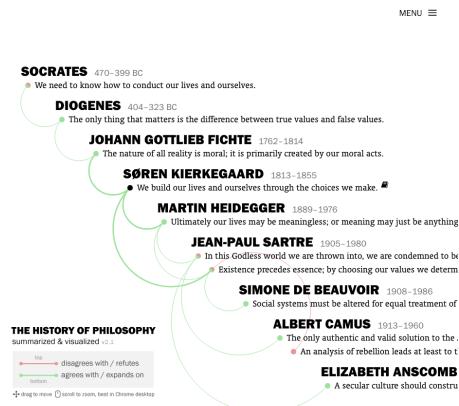 MENU
SOCRATES 470–399 BC
We need to know how to conduct our lives and ourselves.
DIOGENES 404–323 BC
The only thing that matters is the difference between true values and false values.
JOHANN GOTTLIEB FICHTE 1762–1814
The nature of all reality is moral; it is primarily created by our moral acts.
SØREN KIERKEGAARD 1813–1855
We build our lives and ourselves through the choices we make.
MARTIN HEIDEGGER 1889–1976
Ultimately our lives may be meaningless; or meaning may just be anything
JEAN-PAUL SARTRE 1905–1980
In this Godless world we are thrown into, we are condemned to be
Existence precedes essence; by choosing our values we determ
SIMONE DE BEAUVOIR 1908–1986
Social systems must be altered for equal treatment of
ALBERT CAMUS 1913–1960
The only authentic and valid solution to the
An analysis of rebellion leads at least to t
ELIZABETH ANSCOMB
A secular culture should constru
THE HISTORY OF PHILOSOPHY
summarized & visualized v2.1
top
disagrees with / refutes
agrees with / expands on
bottom
drag to move scroll to zoom, best in Chrome desktop